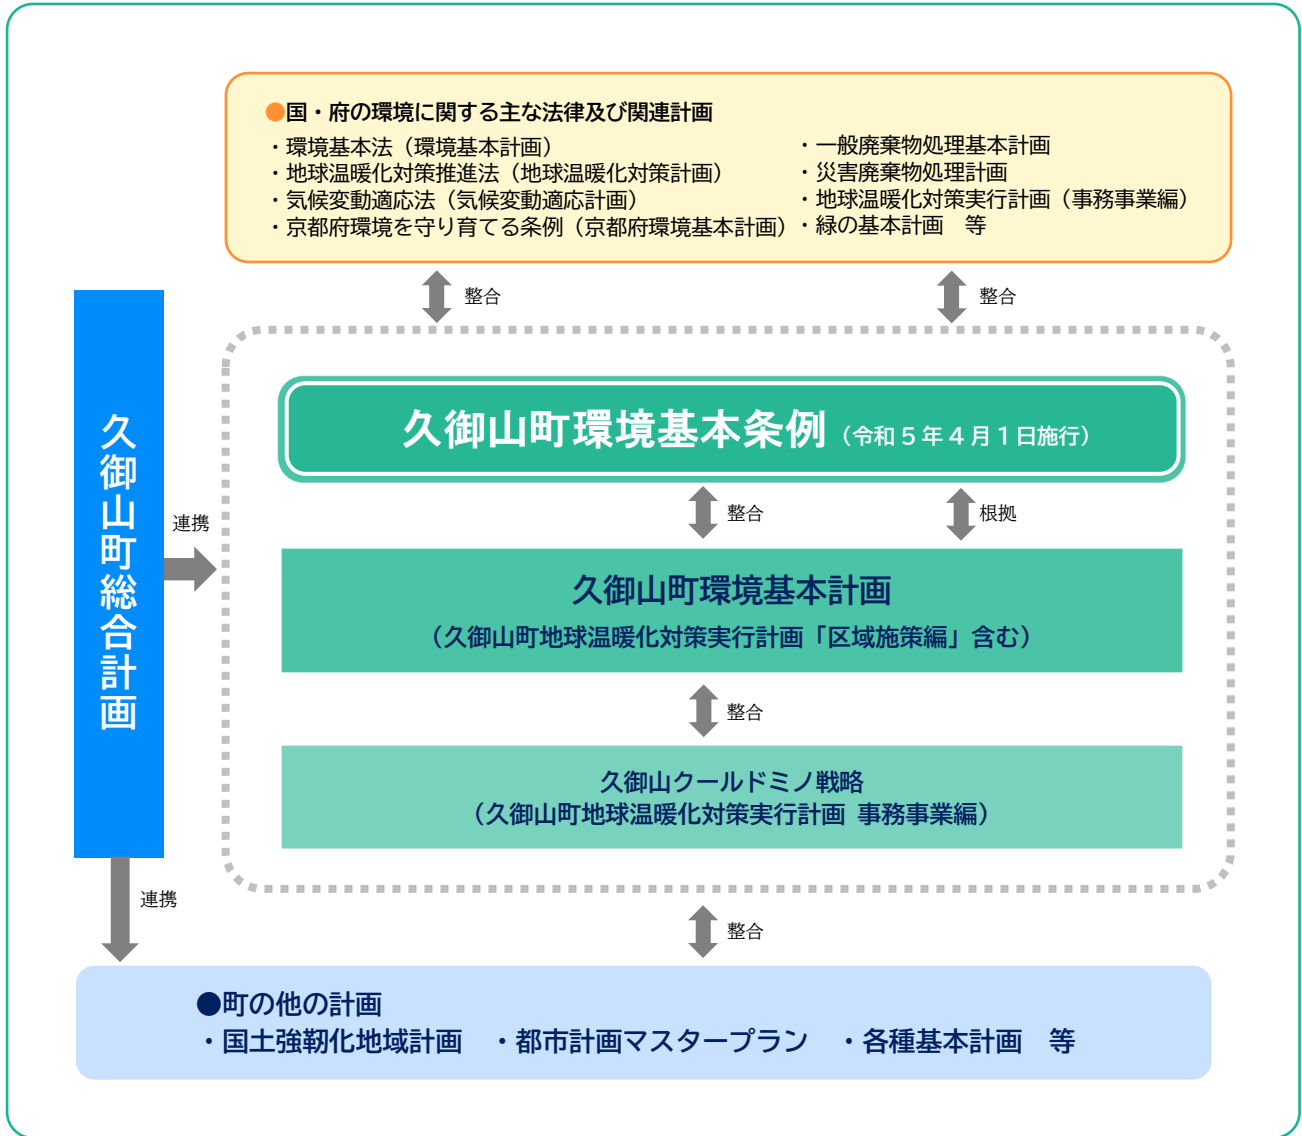 ●国・府の環境に関する主な法律及び関連計画
・環境基本法（環境基本計画）
・地球温暖化対策推進法（地球温暖化対策計画）
・気候変動適応法（気候変動適応計画）
・京都府環境を守り育てる条例（京都府環境基本計画）
・一般廃棄物処理基本計画
・災害廃棄物処理計画
・地球温暖化対策実行計画（事務事業編）
・緑の基本計画　等
整合
整合
久御山町総合計画
連携
久御山町環境基本条例（令和５年４月１日施行）
整合
根拠
久御山町環境基本計画
（久御山町地球温暖化対策実行計画「区域施策編」含む）
整合
久御山クールドミノ戦略
（久御山町地球温暖化対策実行計画 事務事業編）
連携
整合
●町の他の計画
・国土強靭化地域計画　・都市計画マスタープラン　・各種基本計画　等